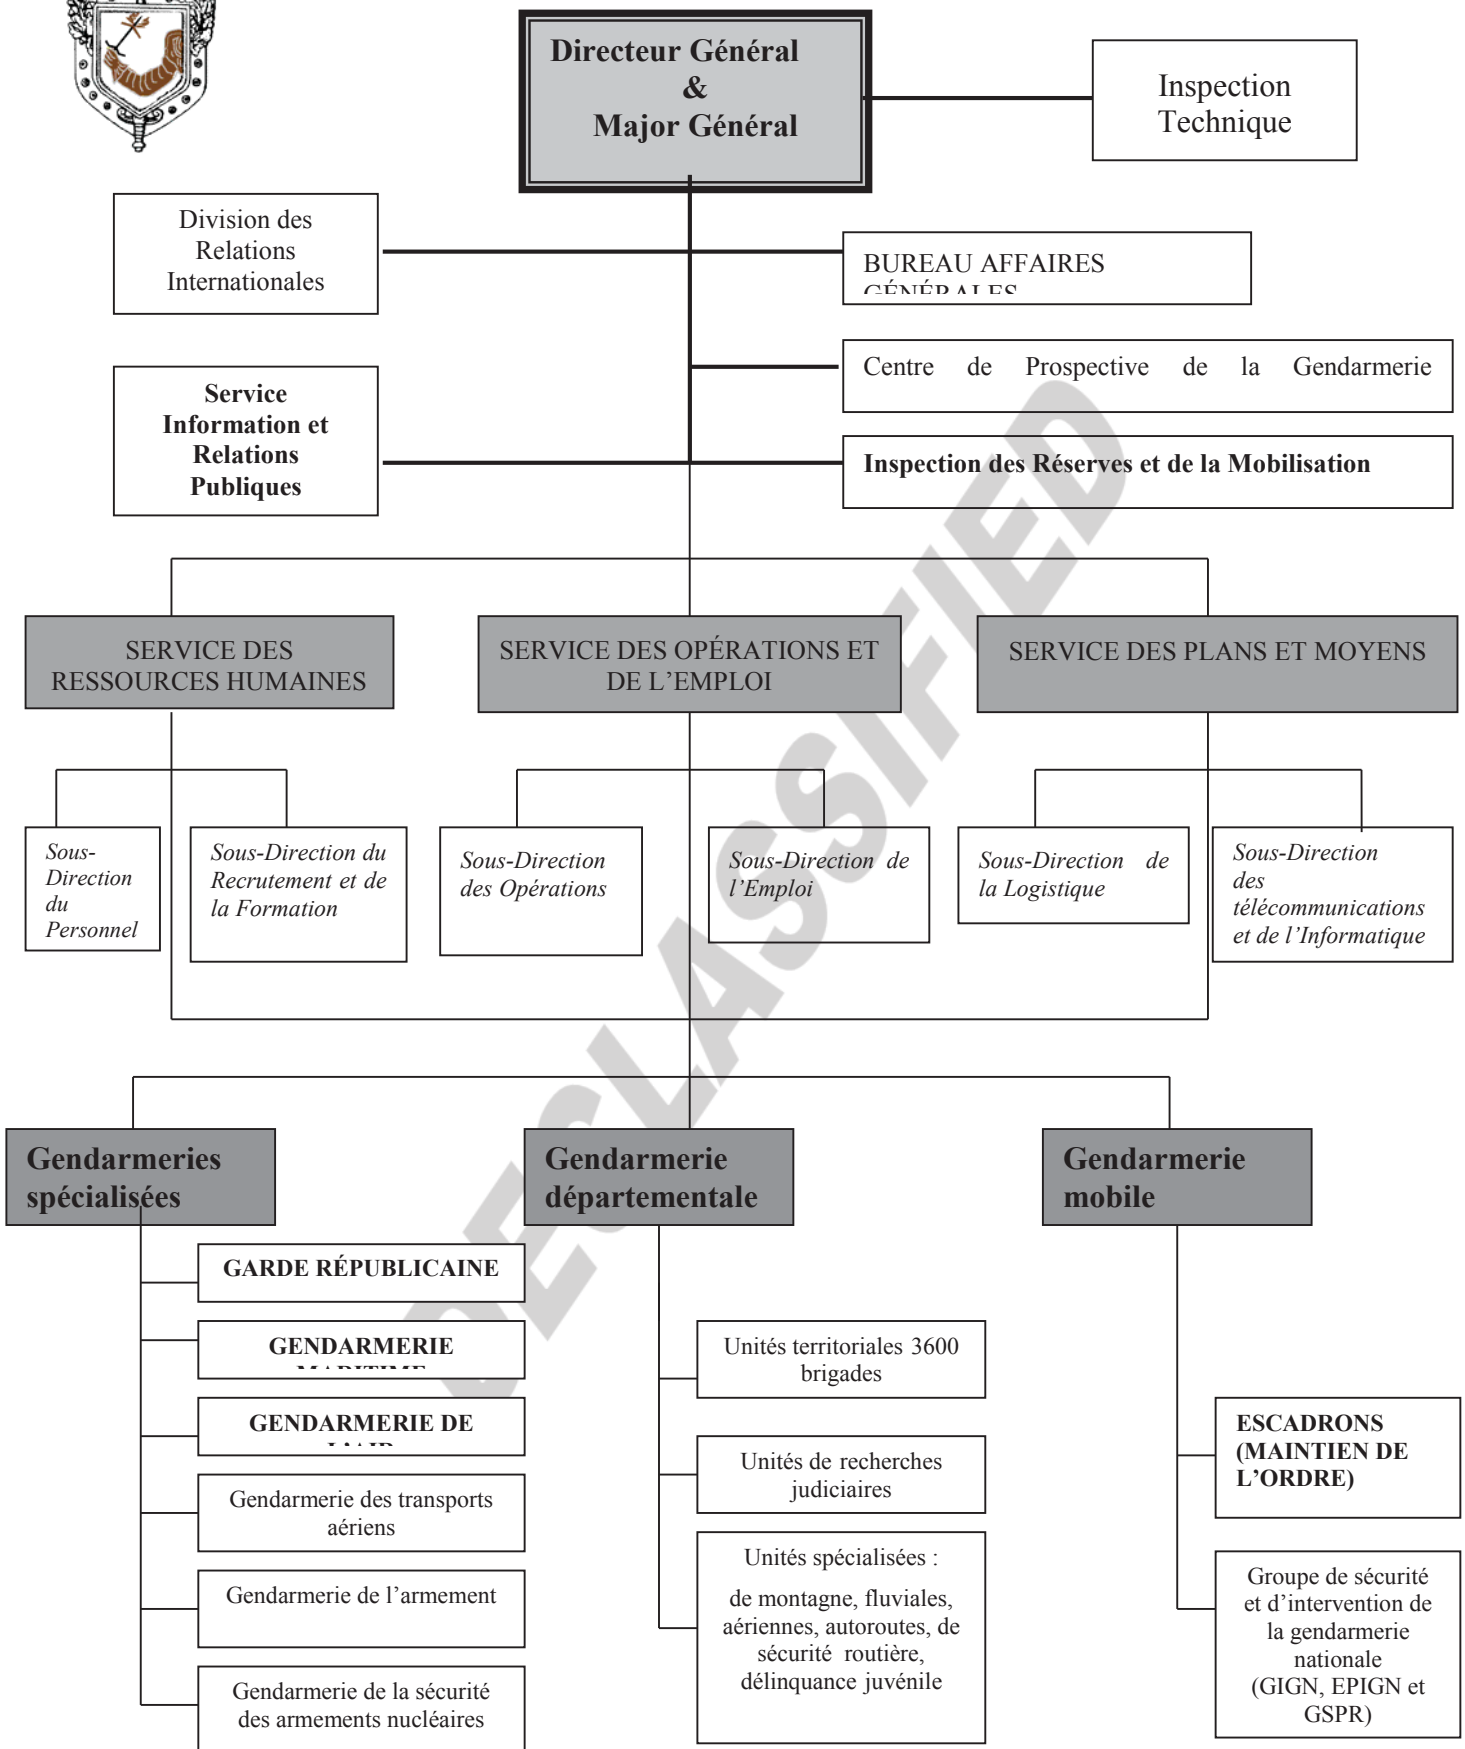 Directeur Général
&
Major Général
Inspection
Technique
Division des
Relations
Internationales
BUREAU AFFAIRES
GÉNÉRALES
Centre de Prospective de la Gendarmerie
Service
Information et
Relations
Publiques
Inspection des Réserves et de la Mobilisation
SERVICE DES
RESSOURCES HUMAINES
SERVICE DES OPÉRATIONS ET
DE L’EMPLOI
SERVICE DES PLANS ET MOYENS
Sous-
Direction
du
Personnel
Sous-Direction du
Recrutement et de
la Formation
Sous-Direction
des Opérations
Sous-Direction de
l’Emploi
Sous-Direction de
la Logistique
Sous-Direction
des
télécommunications
et de l’Informatique
Gendarmeries
spécialisées
GARDE RÉPUBLICAINE
GENDARMERIE
MARITIME
GENDARMERIE DE
L’AIR
Gendarmerie des transports
aériens
Gendarmerie de l’armement
Gendarmerie de la sécurité
des armements nucléaires
Gendarmerie
départementale
Unités territoriales 3600
brigades
Unités de recherches
judiciaires
Unités spécialisées :
de montagne, fluviales,
aériennes, autoroutes, de
sécurité routière,
délinquance juvénile
Gendarmerie
mobile
ESCADRONS
(MAINTIEN DE
L’ORDRE)
Groupe de sécurité
et d’intervention de
la gendarmerie
nationale
(GIGN, EPIGN et
GSPR)
DECLASSIFIED